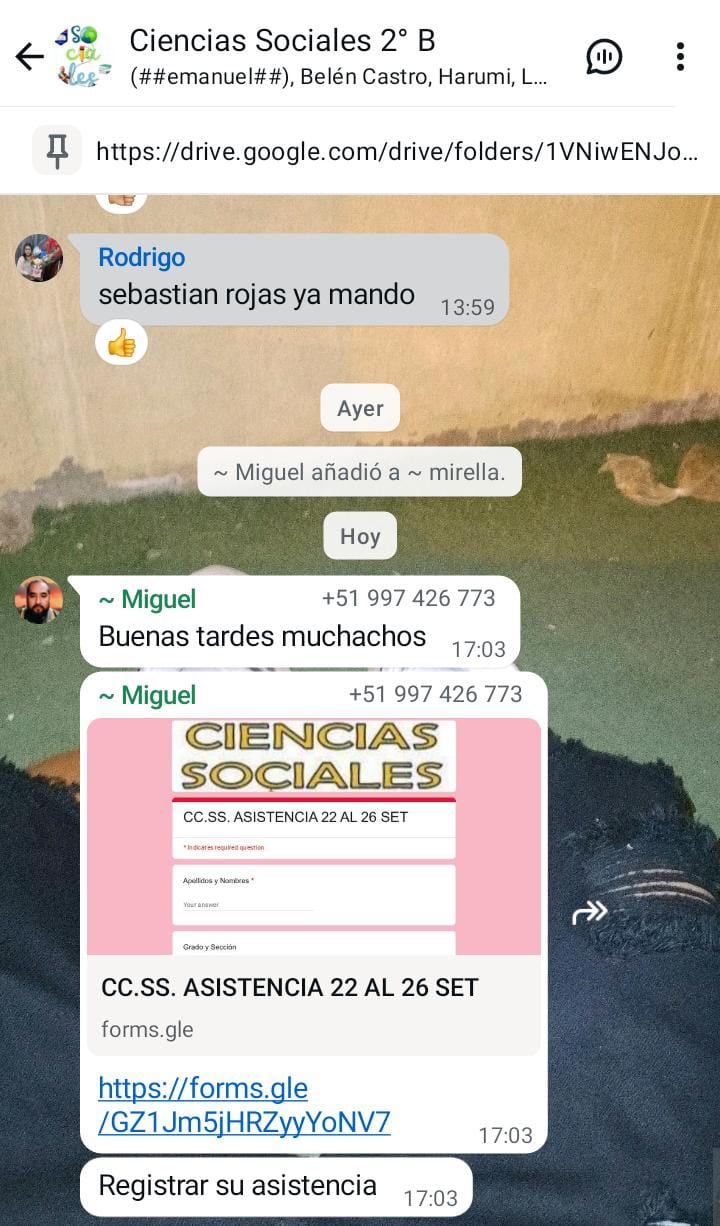 Sociales
Ciencias Sociales 2° B
(##emanuel##), Belén Castro, Harumi, L...
https://drive.google.com/drive/folders/1VNiwENJo...
Rodrigo
sebastian rojas ya mando 13:59
Ayer
~ Miguel añadió a ~ mirella.
Hoy
~ Miguel +51 997 426 773
Buenas tardes muchachos 17:03
~ Miguel +51 997 426 773
CIENCIAS
SOCIALES
CC.SS. ASISTENCIA 22 AL 26 SET
* Indicates required question
Apellidos y Nombres *
Your answer
Grado y Sección
CC.SS. ASISTENCIA 22 AL 26 SET
forms.gle
https://forms.gle
/GZ1Jm5jHRZyyYoNV7 17:03
Registrar su asistencia 17:03